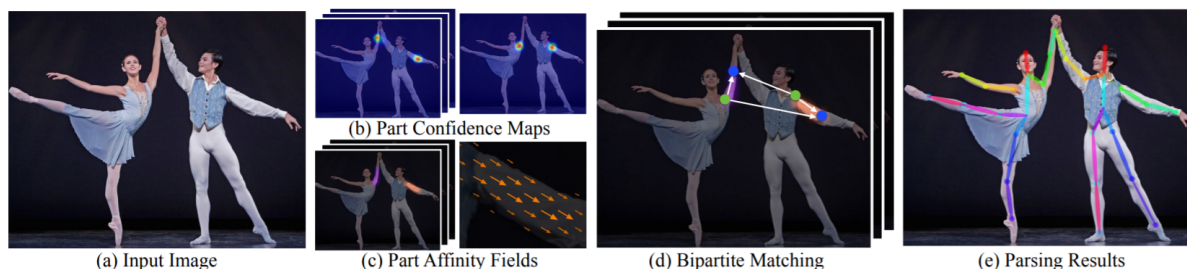 (a) Input Image
(b) Part Confidence Maps
(c) Part Affinity Fields
(d) Bipartite Matching
(e) Parsing Results